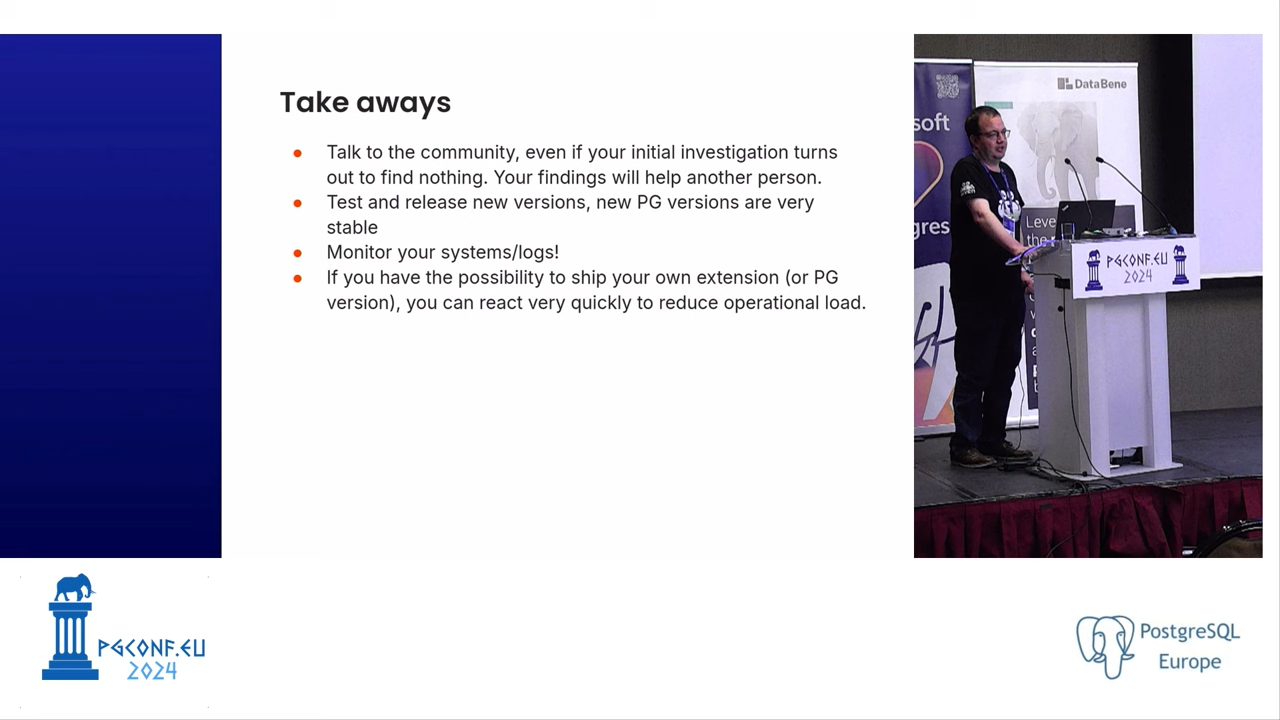 Take aways
Talk to the community, even if your initial investigation turns
out to find nothing. Your findings will help another person.
Test and release new versions, new PG versions are very
stable
Monitor your systems/logs!
If you have the possibility to ship your own extension (or PG
version), you can react very quickly to reduce operational load.
DataBene
soft
gres
Leve
the
PGCONF.EU
2024
PGCONF.EU
2024
PostgreSQL
Europe